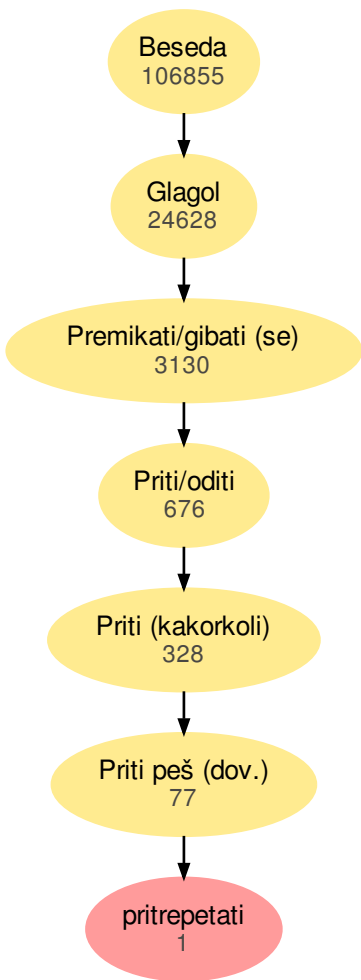 Beseda
106855
Glagol
24628
Premikati/gibati (se)
3130
Priti/oditi
676
Priti (kakorkoli)
328
Priti peš (dov.)
77
pritrepetati
1